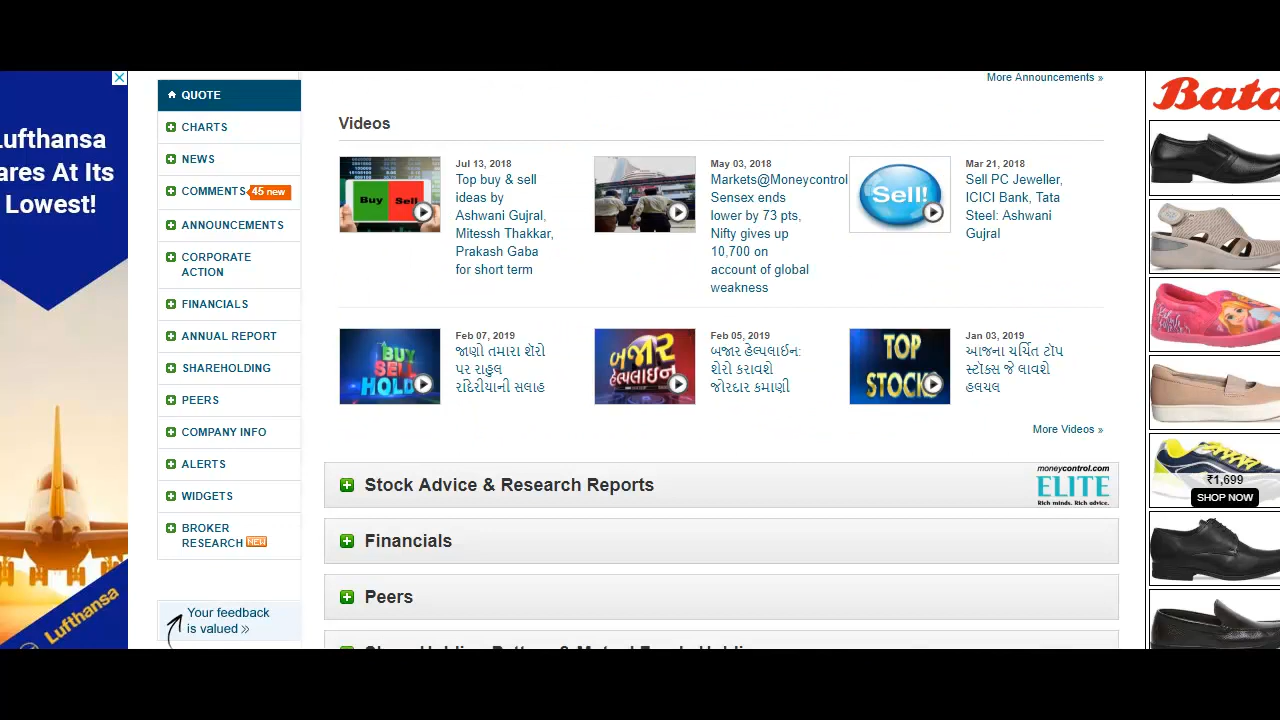 More Announcements »
Lufthansa
ares At Its
Lowest!
Lufthansa
QUOTE
CHARTS
NEWS
COMMENTS 45 new
ANNOUNCEMENTS
CORPORATE
ACTION
FINANCIALS
ANNUAL REPORT
SHAREHOLDING
PEERS
COMPANY INFO
ALERTS
WIDGETS
BROKER
RESEARCH NEW
Your feedback
is valued »
Videos
Buy Sell
Jul 13, 2018
Top buy & sell
ideas by
Ashwani Gujral,
Mitessh Thakkar,
Prakash Gaba
for short term
May 03, 2018
Markets@Moneycontrol
Sensex ends
lower by 73 pts,
Nifty gives up
10,700 on
account of global
weakness
Sell!
Mar 21, 2018
Sell PC Jeweller,
ICICI Bank, Tata
Steel: Ashwani
Gujral
BUY
SELL
HOLD
Feb 07, 2019
જાણો તમારા શૅરો
પર રાહુલ
રાંદેરીયાની સલાહ
બજાર
હેલ્પલાઇન
Feb 05, 2019
બજાર હેલ્પલાઈન:
શેરો કરાવશે
જોરદાર કમાણી
TOP
STOCKS
Jan 03, 2019
આજના ચર્ચિત ટૉપ
સ્ટૉક્સ જે લાવશે
હલચલ
More Videos »
Stock Advice & Research Reports
moneycontrol.com
ELITE
Rich minds. Rich advice.
Financials
Peers
Bata
₹1,699
SHOP NOW